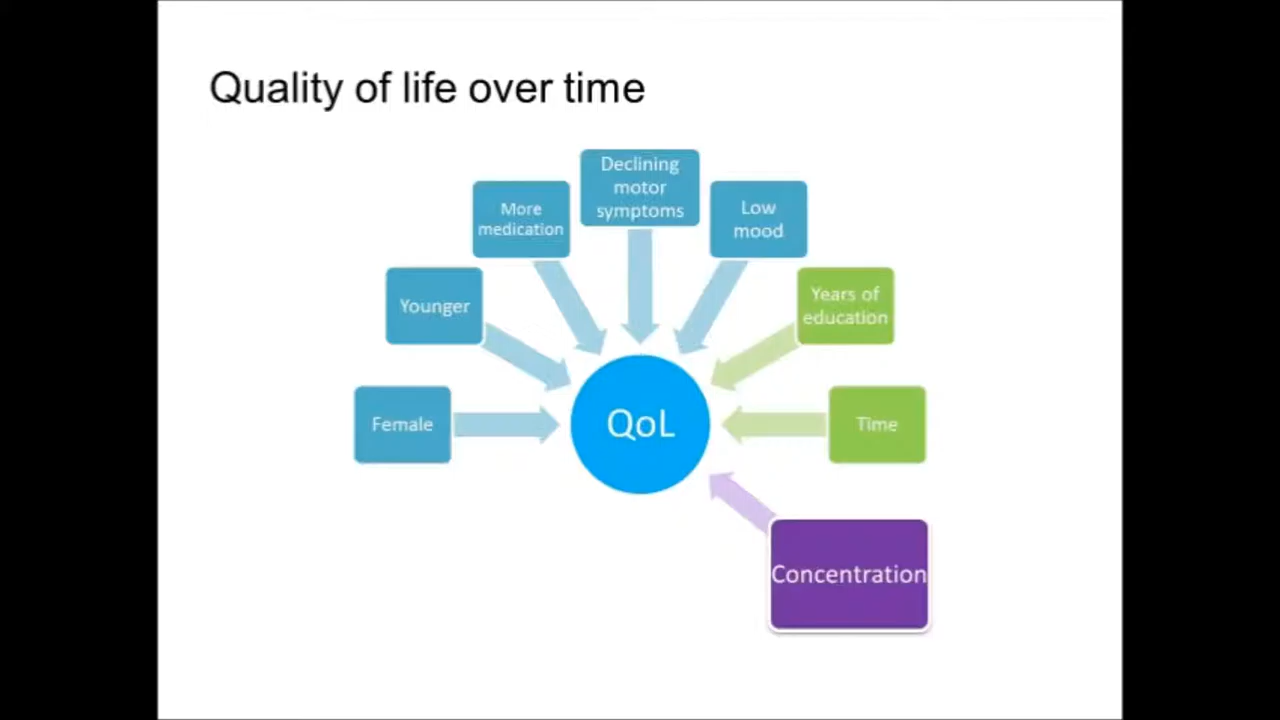 Quality of life over time
Declining
motor
symptoms
More
medication
Low
mood
Younger
Years of
education
Female
QoL
Time
Concentration